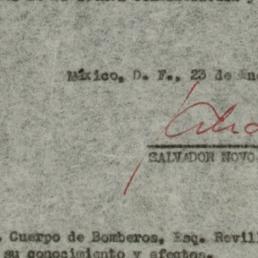 México, D. F., 23 de
SALVADOR NOVO
Cuerpo de Bomberos, Esq. Revill
su conocimiento y efectos.